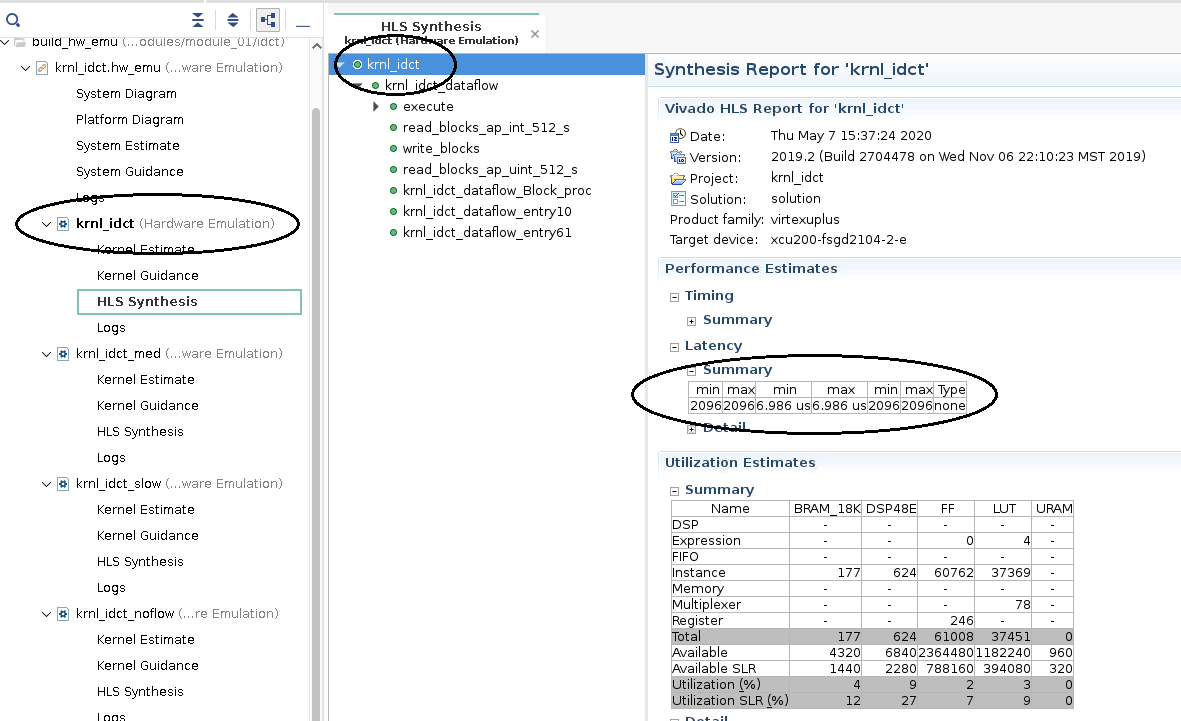 build_hw_emu (...odules/module_01/idct)
krnl_idct.hw_emu (...ware Emulation)
System Diagram
Platform Diagram
System Estimate
System Guidance
Logs
krnl_idct (Hardware Emulation)
Kernel Estimate
Kernel Guidance
HLS Synthesis
Logs
krnl_idct_med (...ware Emulation)
Kernel Estimate
Kernel Guidance
HLS Synthesis
Logs
krnl_idct_slow (...ware Emulation)
Kernel Estimate
Kernel Guidance
HLS Synthesis
Logs
krnl_idct_noflow (...re Emulation)
Kernel Estimate
Kernel Guidance
HLS Synthesis
Logs
HLS Synthesis
krnl_idct (Hardware Emulation)
krnl_idct
krnl_idct_dataflow
execute
read_blocks_ap_int_512_s
write_blocks
read_blocks_ap_uint_512_s
krnl_idct_dataflow_Block_proc
krnl_idct_dataflow_entry10
krnl_idct_dataflow_entry61
Synthesis Report for 'krnl_idct'
Vivado HLS Report for 'krnl_idct'
Date: Thu May 7 15:37:24 2020
Version: 2019.2 (Build 2704478 on Wed Nov 06 22:10:23 MST 2019)
Project: krnl_idct
Solution: solution
Product family: virtexuplus
Target device: xcu200-fsgd2104-2-e
Performance Estimates
Timing
Summary
Latency
Summary
min max min max min max Type
2096 2096 6.986 us 6.986 us 2096 2096 none
Detail
Utilization Estimates
Summary
Name BRAM_18K DSP48E FF LUT URAM
DSP - - - - -
Expression - - 0 4 -
FIFO - - - - -
Instance 177 624 60762 37369 -
Memory - - - - -
Multiplexer - - - 78 -
Register - - 246 - -
Total 177 624 61008 37451 0
Available 4320 6840 2364480 1182240 960
Available SLR 1440 2280 788160 394080 320
Utilization (%) 4 9 2 3 0
Utilization SLR (%) 12 27 7 9 0
Detail